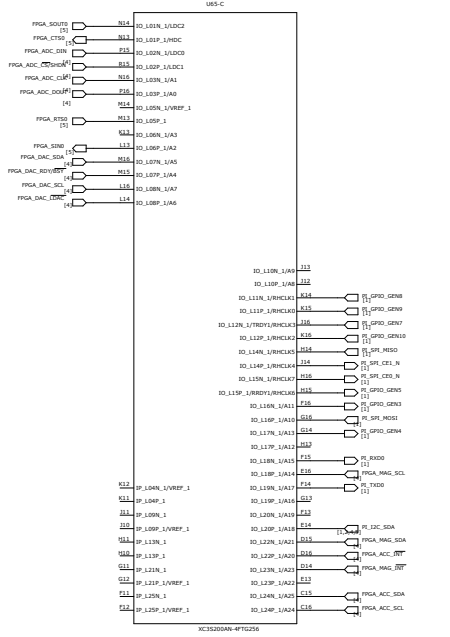 U65-C
FPGA_SOUT0 [5] N14 IO_L01N_1/LDC2
FPGA_CTS0 [5] N13 IO_L01P_1/HDC
FPGA_ADC_DIN [4] P15 IO_L02N_1/LDC0
FPGA_ADC_CS/SHDN [4] R15 IO_L02P_1/LDC1
FPGA_ADC_CLK [4] N16 IO_L03N_1/A1
FPGA_ADC_DOUT [4] P16 IO_L03P_1/A0
M14 IO_L05N_1/VREF_1
FPGA_RTS0 [5] M13 IO_L05P_1
K13 IO_L06N_1/A3
FPGA_SIN0 [5] L13 IO_L06P_1/A2
FPGA_DAC_SDA [4] M16 IO_L07N_1/A5
FPGA_DAC_RDY/BSY [4] M15 IO_L07P_1/A4
FPGA_DAC_SCL [4] L16 IO_L08N_1/A7
FPGA_DAC_LDAC [4] L14 IO_L08P_1/A6
IO_L10N_1/A9 J13
IO_L10P_1/A8 J12
IO_L11N_1/RHCLK1 K14 PI_GPIO_GEN8 [1]
IO_L11P_1/RHCLK0 K15 PI_GPIO_GEN9 [1]
IO_L12N_1/TRDY1/RHCLK3 J16 PI_GPIO_GEN7 [1]
IO_L12P_1/RHCLK2 K16 PI_GPIO_GEN10 [1]
IO_L14N_1/RHCLK5 H14 PI_SPI_MISO [1]
IO_L14P_1/RHCLK4 J14 PI_SPI_CE1_N [1]
IO_L15N_1/RHCLK7 H16 PI_SPI_CE0_N [1]
IO_L15P_1/RRDY1/RHCLK6 H15 PI_GPIO_GEN5 [1]
IO_L16N_1/A11 F16 PI_GPIO_GEN3 [1]
IO_L16P_1/A10 G16 PI_SPI_MOSI [1]
IO_L17N_1/A13 G14 PI_GPIO_GEN4 [1]
IO_L17P_1/A12 H13
IO_L18N_1/A15 F15 PI_RXD0 [1]
IO_L18P_1/A14 E16 FPGA_MAG_SCL [4]
K12 IP_L04N_1/VREF_1 IO_L19N_1/A17 F14 PI_TXD0 [1]
K11 IP_L04P_1 IO_L19P_1/A16 G13
J11 IP_L09N_1 IO_L20N_1/A19 F13
J10 IP_L09P_1/VREF_1 IO_L20P_1/A18 E14 PI_I2C_SDA
H11 IP_L13N_1 IO_L22N_1/A21 D15 FPGA_MAG_SDA [4]
H10 IP_L13P_1 IO_L22P_1/A20 D16 FPGA_ACC_INT [4]
G11 IP_L21N_1 IO_L23N_1/A23 D14 FPGA_MAG_INT [4]
G12 IP_L21P_1/VREF_1 IO_L23P_1/A22 E13
F11 IP_L25N_1 IO_L24N_1/A25 C15 FPGA_ACC_SDA [4]
F12 IP_L25P_1/VREF_1 IO_L24P_1/A24 C16 FPGA_ACC_SCL [4]
XC3S200AN-4FTG256